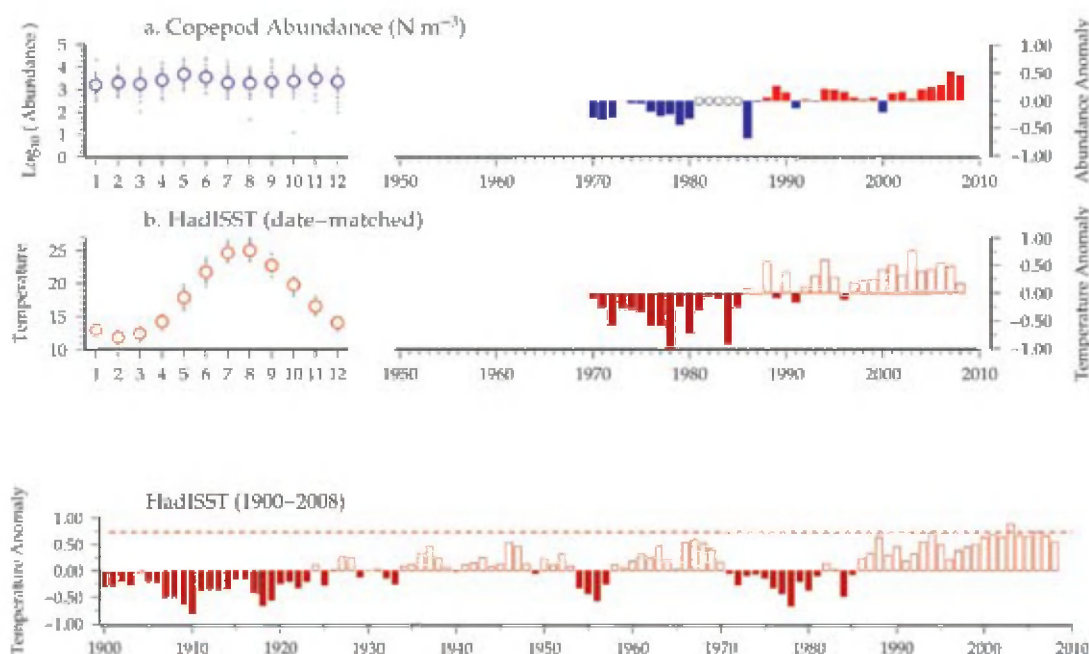 a. Copepod Abundance (N m⁻³)
Log₁₀ ( Abundance )
5
4
3
2
1
0
1 2 3 4 5 6 7 8 9 10 11 12
1950 1960 1970 1980 1990 2000 2010
1.00
0.50
0.00
−0.50
−1.00
Abundance Anomaly
b. HadISST (date−matched)
Temperature
25
20
15
10
1 2 3 4 5 6 7 8 9 10 11 12
1950 1960 1970 1980 1990 2000 2010
1.00
0.50
0.00
−0.50
−1.00
Temperature Anomaly
HadISST (1900−2008)
Temperature Anomaly
1.00
0.50
0.00
−0.50
−1.00
1900 1910 1920 1930 1940 1950 1960 1970 1980 1990 2000 2010